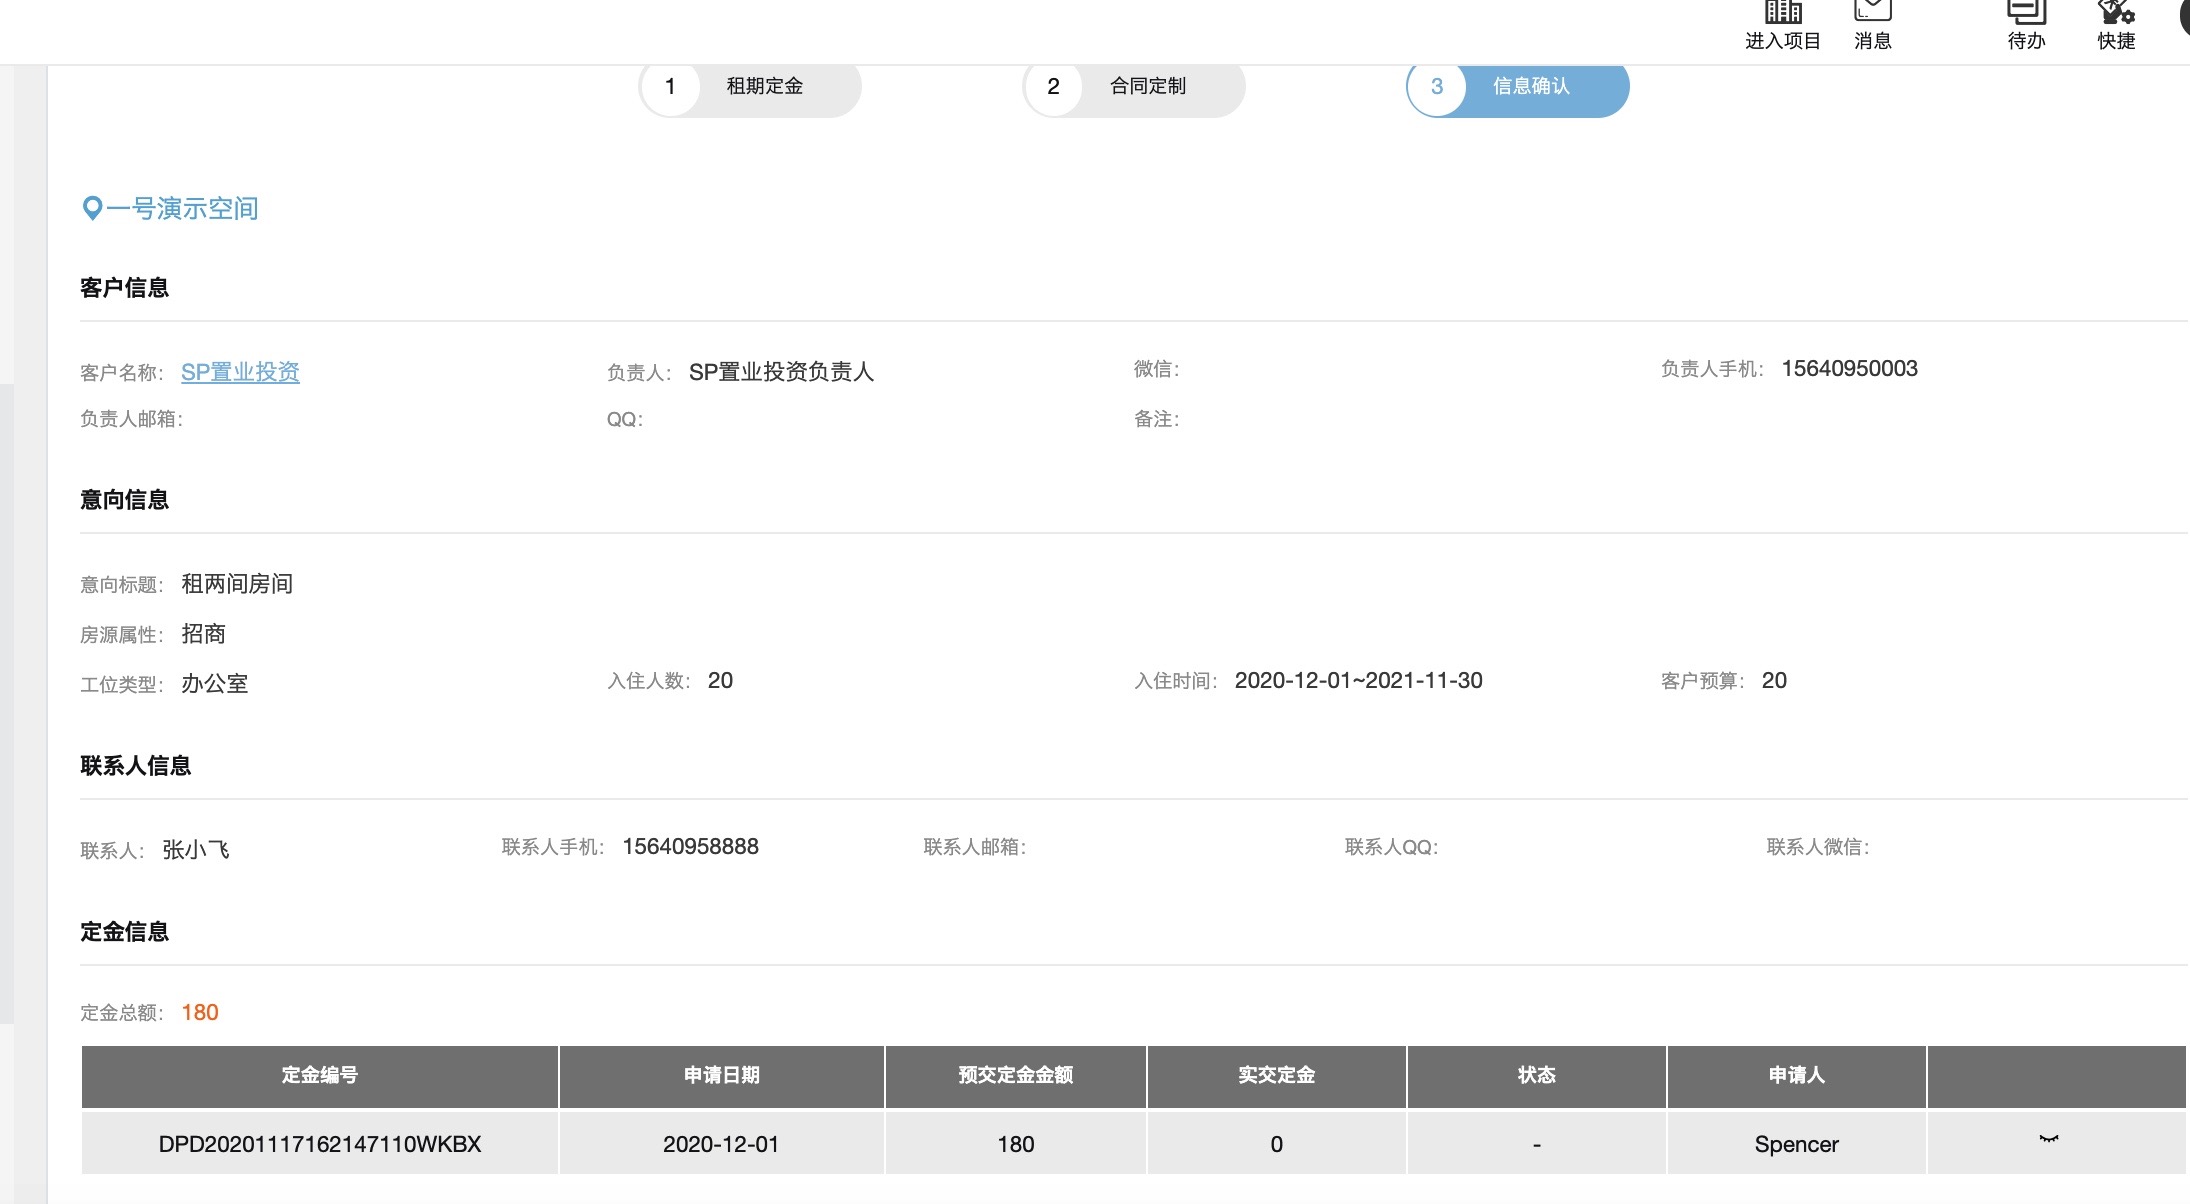 进入项目 消息 待办 快捷
1 租期定金 2 合同定制 3 信息确认
一号演示空间
客户信息
客户名称: SP置业投资 负责人: SP置业投资负责人 微信: 负责人手机: 15640950003
负责人邮箱: QQ: 备注:
意向信息
意向标题: 租两间房间
房源属性: 招商
工位类型: 办公室 入住人数: 20 入住时间: 2020-12-01~2021-11-30 客户预算: 20
联系人信息
联系人: 张小飞 联系人手机: 15640958888 联系人邮箱: 联系人QQ: 联系人微信:
定金信息
定金总额: 180
定金编号 申请日期 预交定金金额 实交定金 状态 申请人
DPD20201117162147110WKBX 2020-12-01 180 0 - Spencer